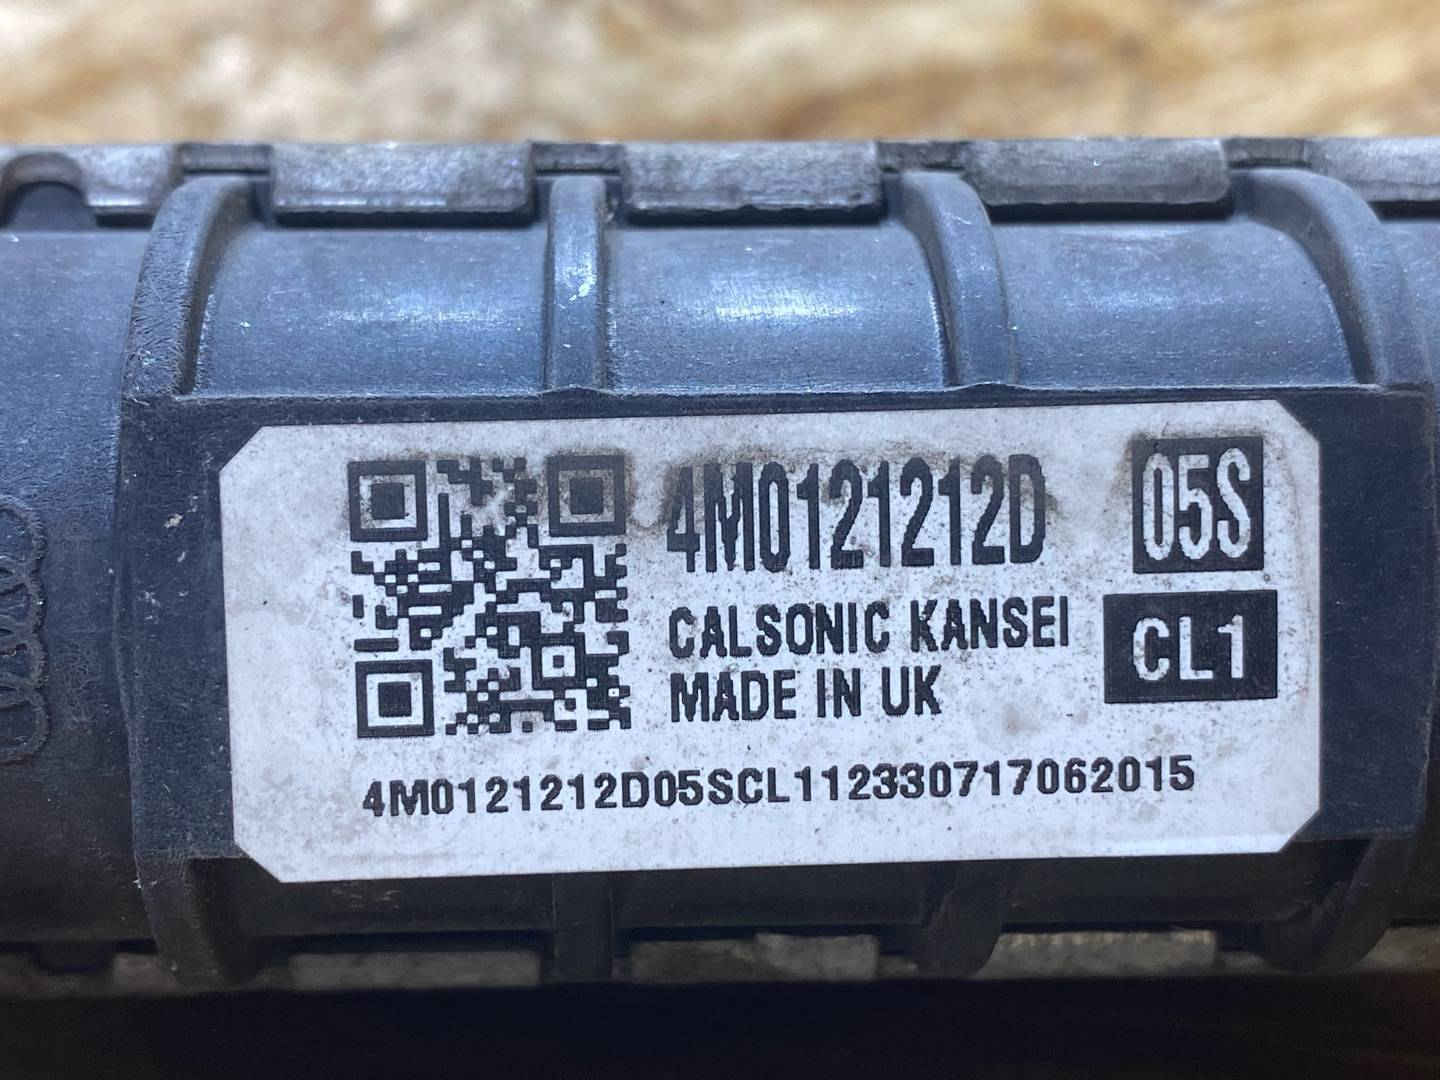 4M0121212D
05S
CALSONIC KANSEI
CL1
MADE IN UK
4M0121212D05SCL112330717062015